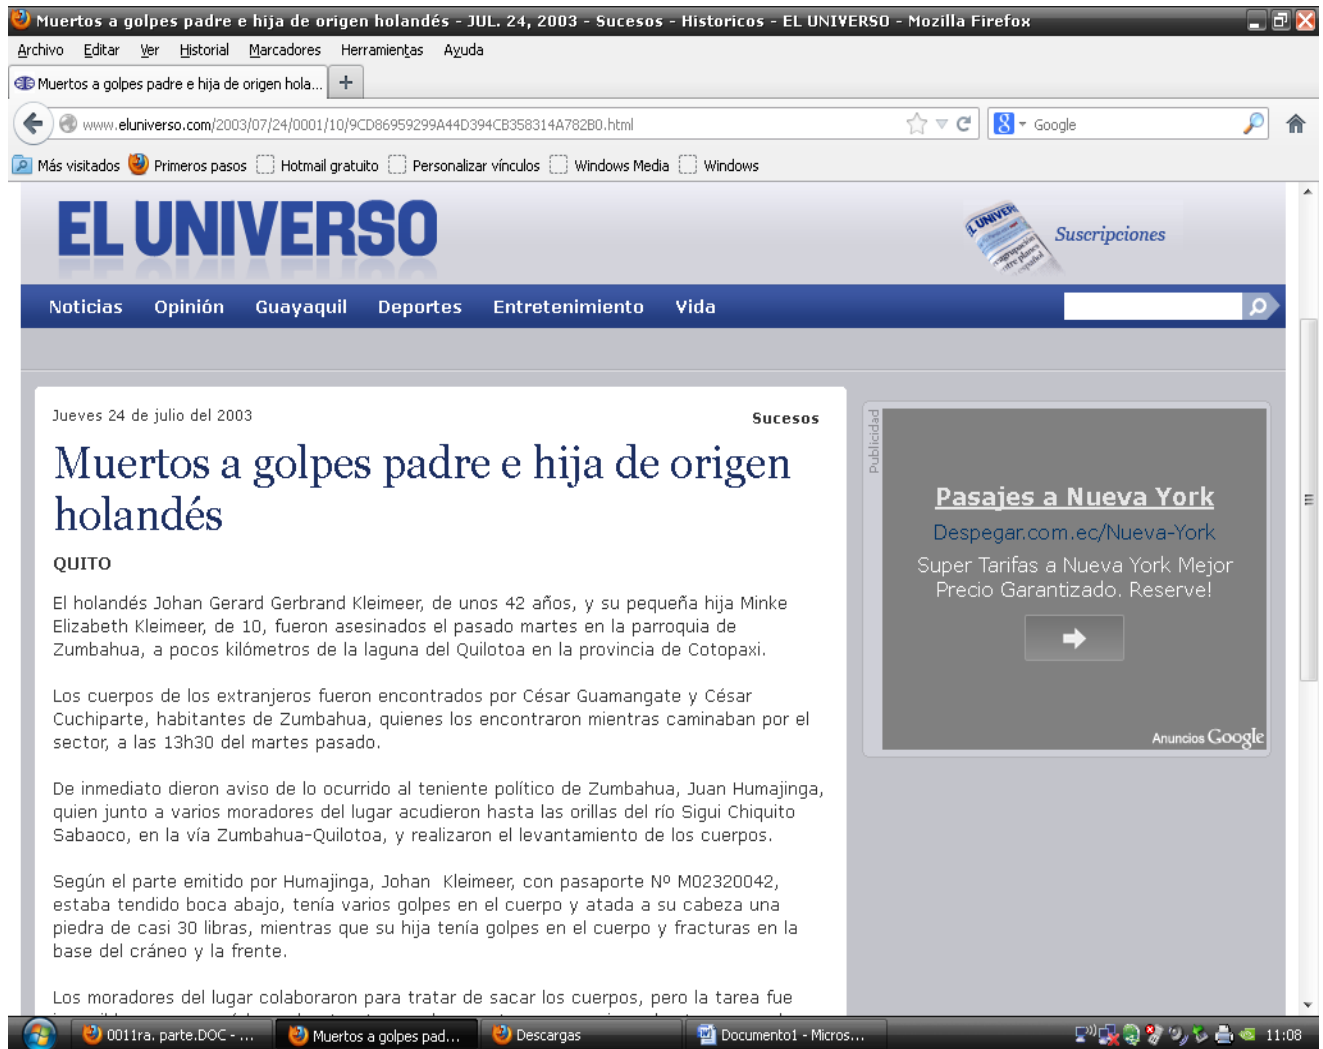 Muertos a golpes padre e hija de origen holandés - JUL. 24, 2003 - Sucesos - Historicos - EL UNIVERSO - Mozilla Firefox
Archivo Editar Ver Historial Marcadores Herramientas Ayuda
Muertos a golpes padre e hija de origen hola... +
www.eluniverso.com/2003/07/24/0001/10/9CD86959299A44D394CB358314A782B0.html
Google
Más visitados Primeros pasos Hotmail gratuito Personalizar vínculos Windows Media Windows
EL UNIVERSO
Suscripciones
Noticias Opinión Guayaquil Deportes Entretenimiento Vida
Jueves 24 de julio del 2003
Sucesos
Muertos a golpes padre e hija de origen
holandés
QUITO
El holandés Johan Gerard Gerbrand Kleimeer, de unos 42 años, y su pequeña hija Minke
Elizabeth Kleimeer, de 10, fueron asesinados el pasado martes en la parroquia de
Zumbahua, a pocos kilómetros de la laguna del Quilotoa en la provincia de Cotopaxi.
Los cuerpos de los extranjeros fueron encontrados por César Guamangate y César
Cuchiparte, habitantes de Zumbahua, quienes los encontraron mientras caminaban por el
sector, a las 13h30 del martes pasado.
De inmediato dieron aviso de lo ocurrido al teniente político de Zumbahua, Juan Humajinga,
quien junto a varios moradores del lugar acudieron hasta las orillas del río Sigui Chiquito
Sabaoco, en la vía Zumbahua-Quilotoa, y realizaron el levantamiento de los cuerpos.
Según el parte emitido por Humajinga, Johan Kleimeer, con pasaporte Nº M02320042,
estaba tendido boca abajo, tenía varios golpes en el cuerpo y atada a su cabeza una
piedra de casi 30 libras, mientras que su hija tenía golpes en el cuerpo y fracturas en la
base del cráneo y la frente.
Los moradores del lugar colaboraron para tratar de sacar los cuerpos, pero la tarea fue
Publicidad
Pasajes a Nueva York
Despegar.com.ec/Nueva-York
Super Tarifas a Nueva York Mejor
Precio Garantizado. Reserve!
Anuncios Google
0011ra. parte.DOC - ... Muertos a golpes pad... Descargas Documento1 - Micros... 11:08